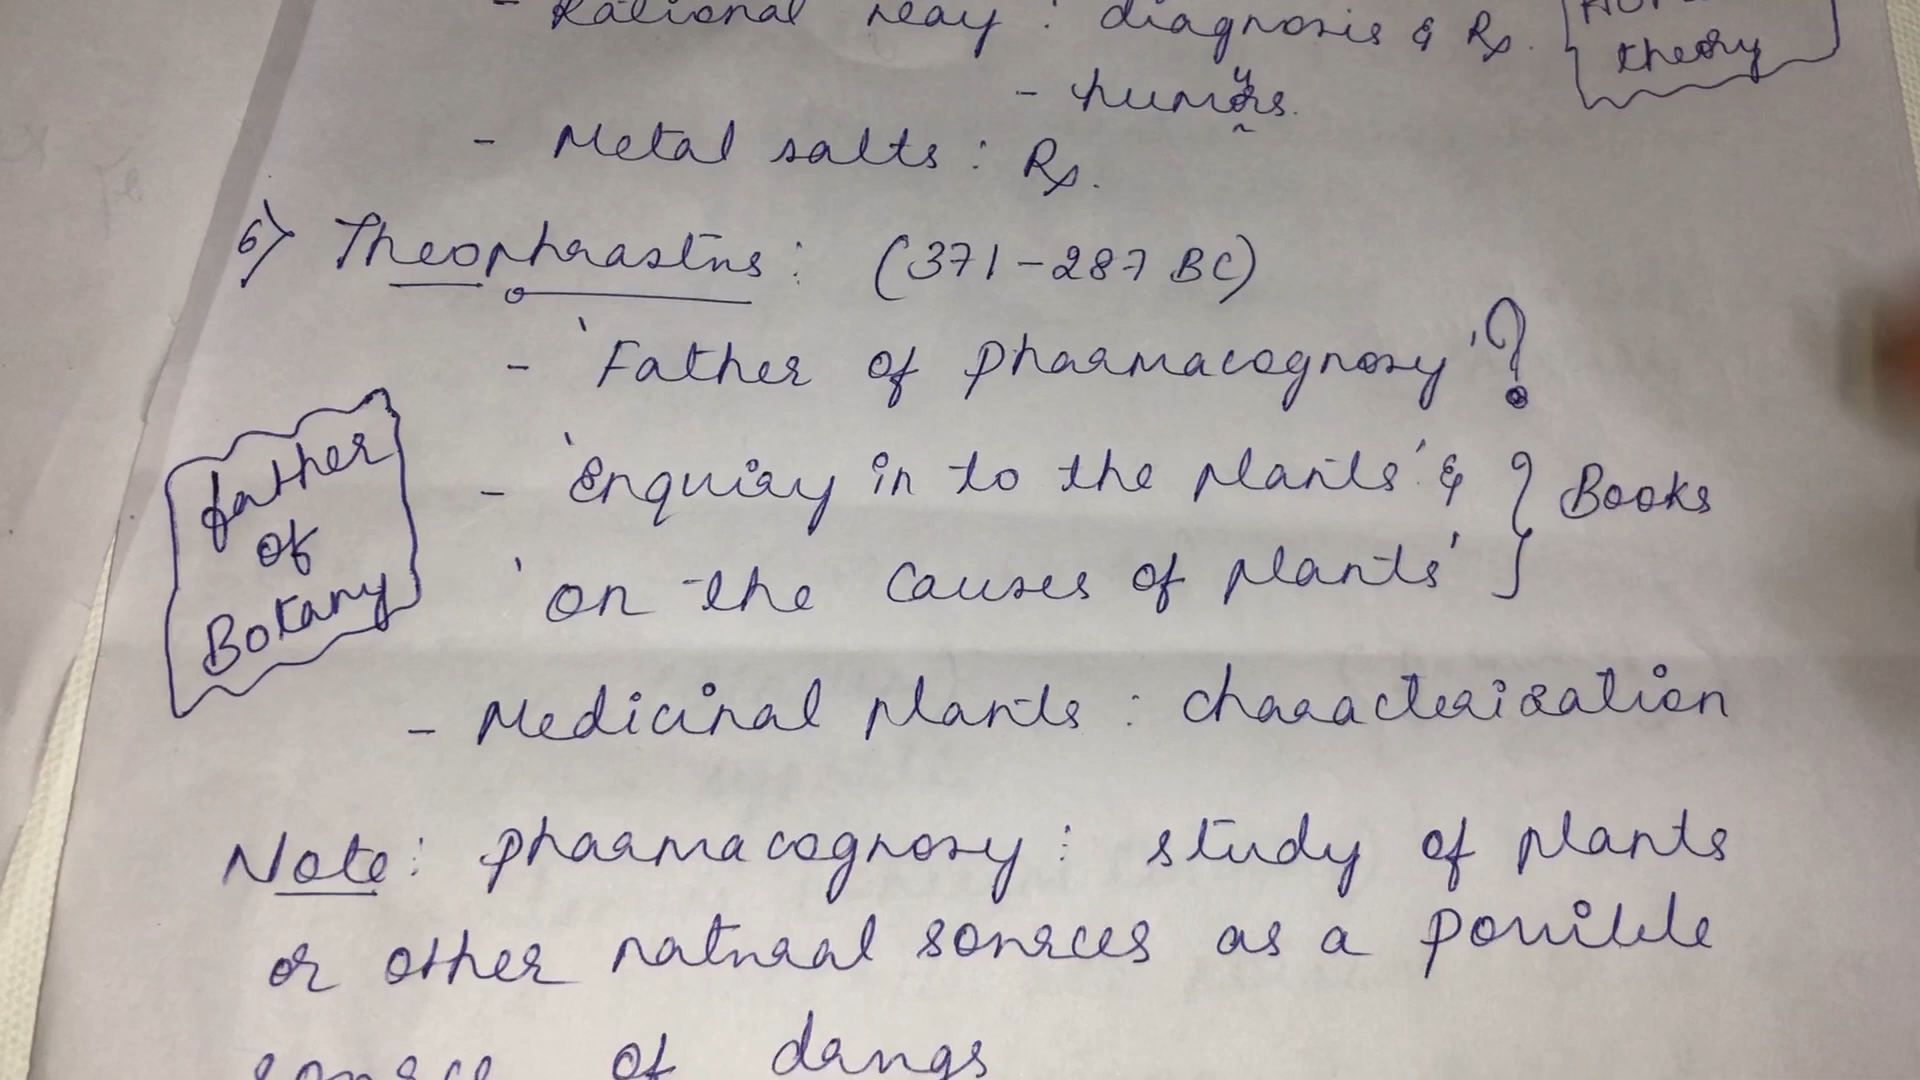 - Rational way : diagnosis & Rx.
theory
- humors.
y
- Metal salts : Rx.
6) Theophrastus : (371-287 BC)
- 'Father of pharmacognosy' ?
father
of
Botany
- 'Enquiry in to the plants' &
'on the causes of plants'
} Books
- Medicinal plants : characterization
Note : pharmacognosy : study of plants
or other natural sources as a possible
source of drugs